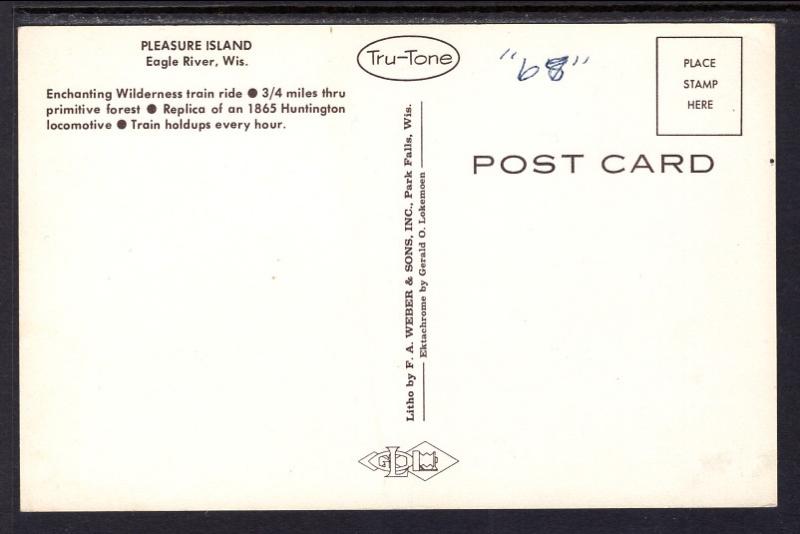 PLEASURE ISLAND
Eagle River, Wis.
Enchanting Wilderness train ride ● 3/4 miles thru
primitive forest ● Replica of an 1865 Huntington
locomotive ● Train holdups every hour.
Tru-Tone
"68"
PLACE
STAMP
HERE
POST CARD
Litho by F. A. WEBER & SONS, INC., Park Falls, Wis.
Ektachrome by Gerald O. Lokemoen